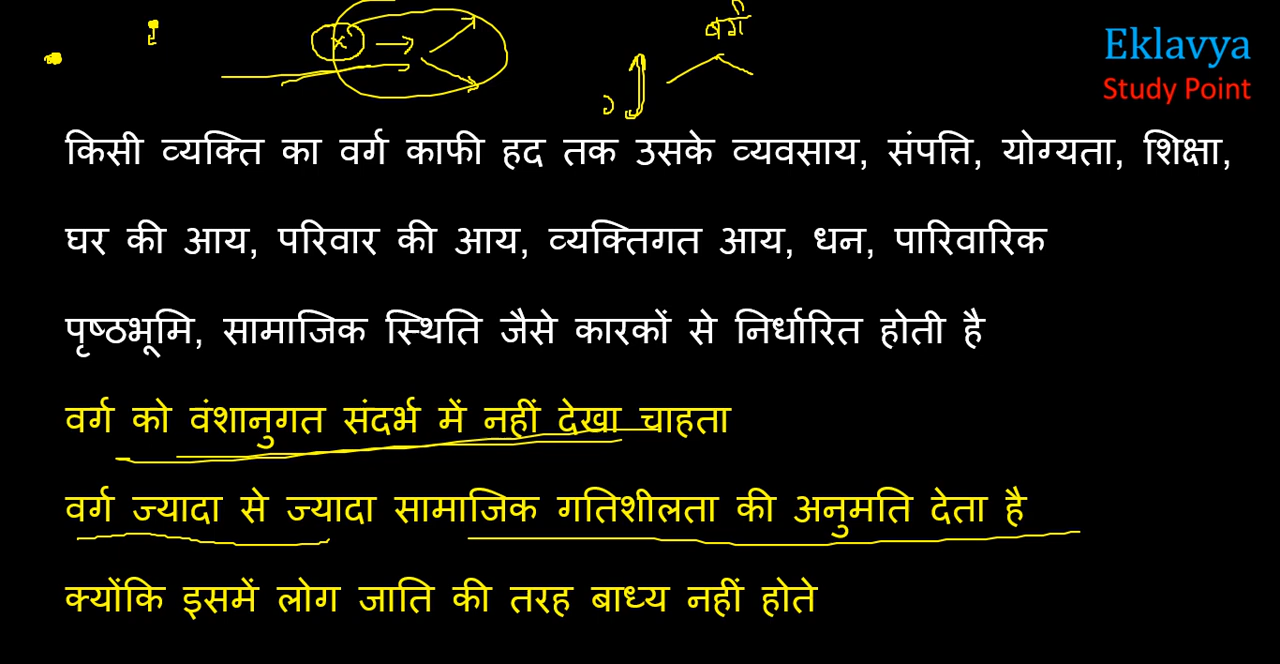 वर्ग
Eklavya
Study Point
किसी व्यक्ति का वर्ग काफी हद तक उसके व्यवसाय, संपत्ति, योग्यता, शिक्षा,
घर की आय, परिवार की आय, व्यक्तिगत आय, धन, पारिवारिक
पृष्ठभूमि, सामाजिक स्थिति जैसे कारकों से निर्धारित होती है
वर्ग को वंशानुगत संदर्भ में नहीं देखा चाहता
वर्ग ज्यादा से ज्यादा सामाजिक गतिशीलता की अनुमति देता है
क्योंकि इसमें लोग जाति की तरह बाध्य नहीं होते